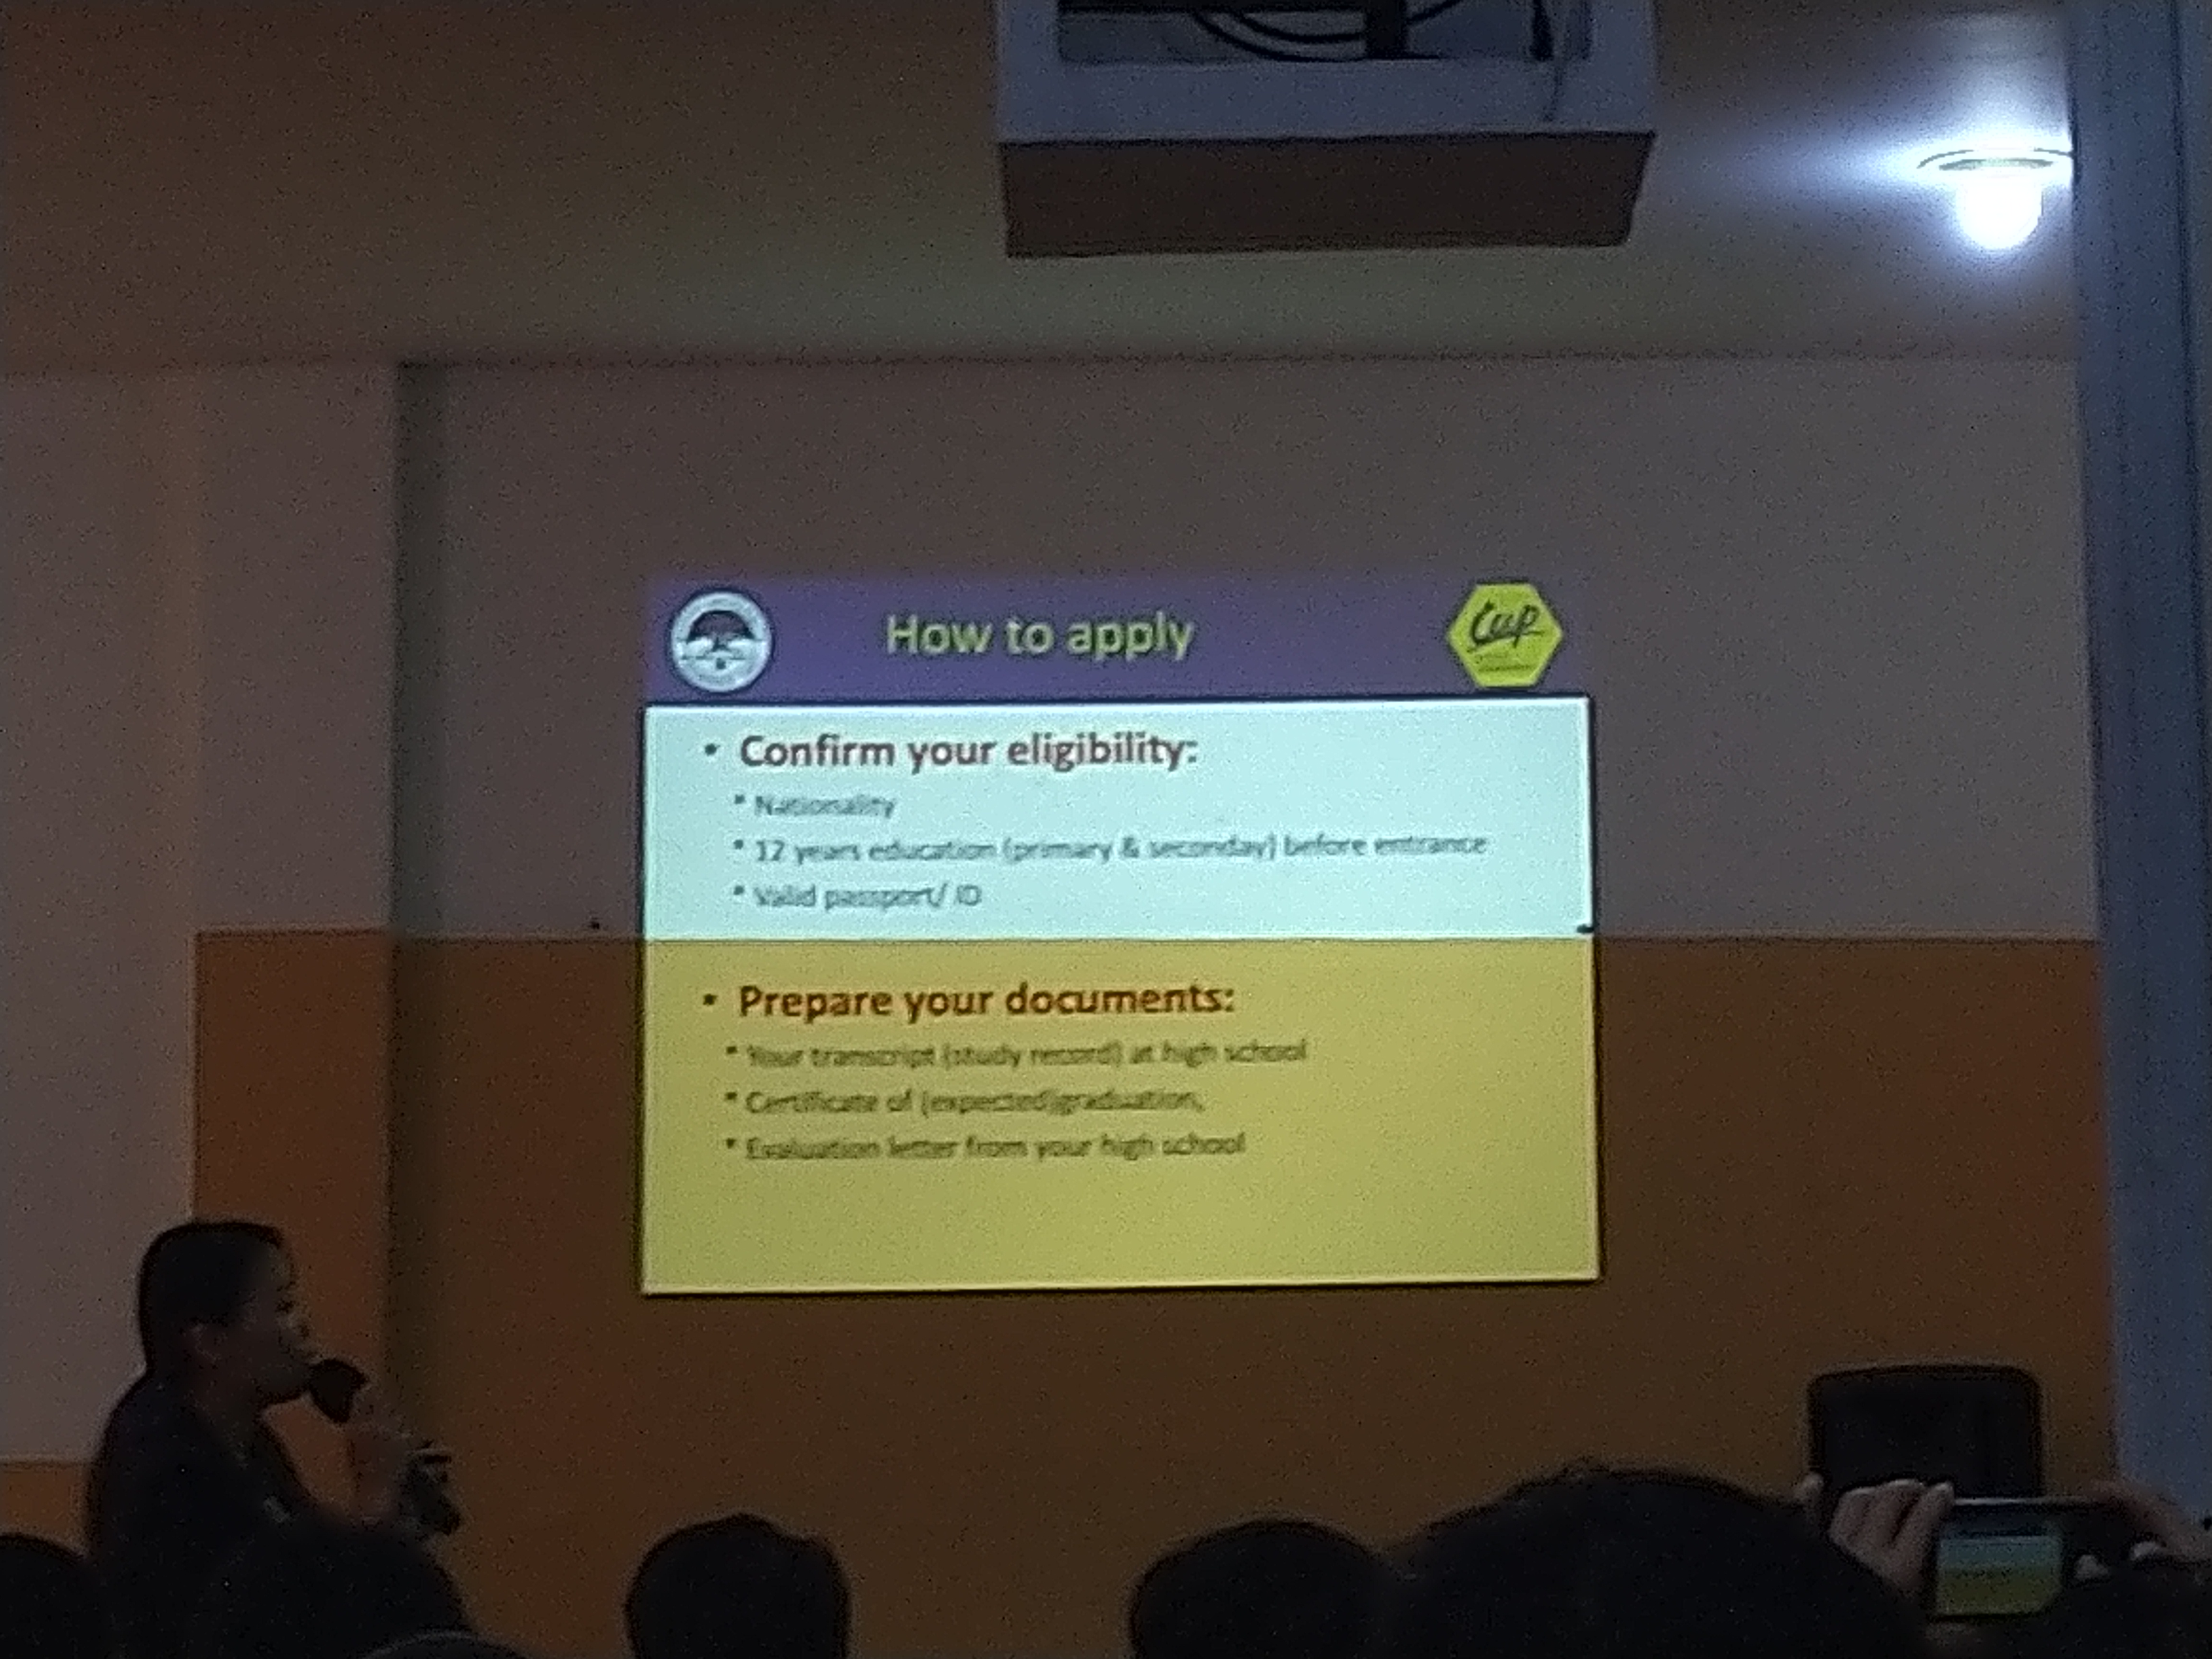 How to apply
Cup
• Confirm your eligibility:
▪ Nationality
▪ 12 years education (primary & seconday) before entrance
▪ Valid passport/ ID
• Prepare your documents:
▪ Your transcript (study record) at high school
▪ Certificate of (expected)graduation,
▪ Evaluation letter from your high school